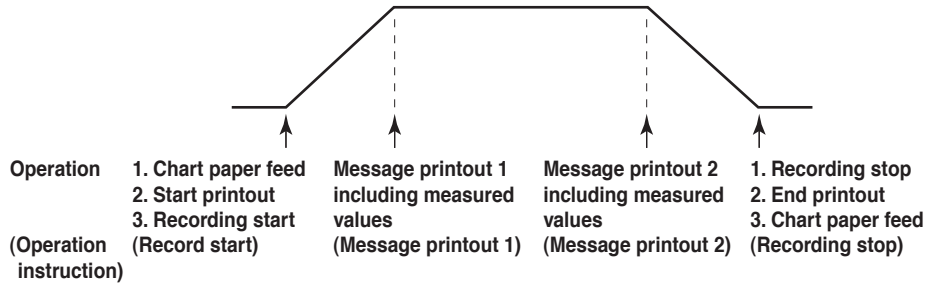 Operation
1. Chart paper feed
2. Start printout
3. Recording start
(Operation instruction)
(Record start)
Message printout 1
including measured
values
(Message printout 1)
Message printout 2
including measured
values
(Message printout 2)
1. Recording stop
2. End printout
3. Chart paper feed
(Recording stop)